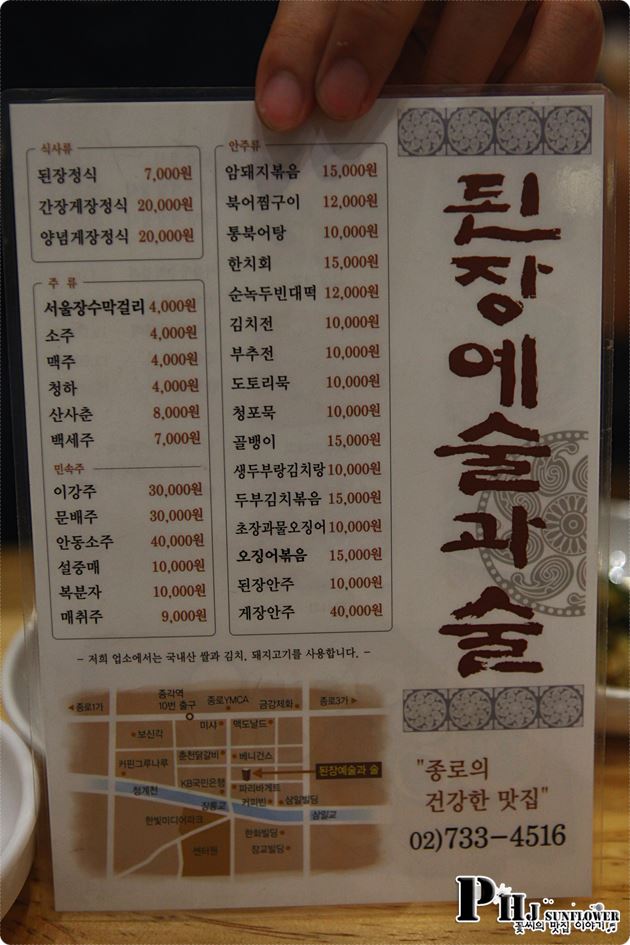 식사류
된장정식 7,000원
간장게장정식 20,000원
양념게장정식 20,000원
주 류
서울장수막걸리 4,000원
소주 4,000원
맥주 4,000원
청하 4,000원
산사춘 8,000원
백세주 7,000원
민속주
이강주 30,000원
문배주 30,000원
안동소주 40,000원
설중매 10,000원
복분자 10,000원
매취주 9,000원
안주류
암돼지볶음 15,000원
북어찜구이 12,000원
통북어탕 10,000원
한치회 15,000원
순녹두빈대떡 12,000원
김치전 10,000원
부추전 10,000원
도토리묵 10,000원
청포묵 10,000원
골뱅이 15,000원
생두부랑김치랑 10,000원
두부김치볶음 15,000원
초장과물오징어 10,000원
오징어볶음 15,000원
된장안주 10,000원
게장안주 40,000원
된장예술과 술
- 저희 업소에서는 국내산 쌀과 김치, 돼지고기를 사용합니다. -
종로1가
종각역
10번 출구
종로YMCA
금강제화
종로3가
미샤
맥도날드
보신각
춘천닭갈비
베니건스
커핀그루나루
된장예술과 술
KB국민은행
파리바게트
청계천
장통교
커피빈
삼일빌딩
삼일교
한빛미디어파크
한화빌딩
센터원
장교빌딩
"종로의
건강한 맛집"
02)733-4516
PHJ SUNFLOWER
꽃씨의 맛집 이야기